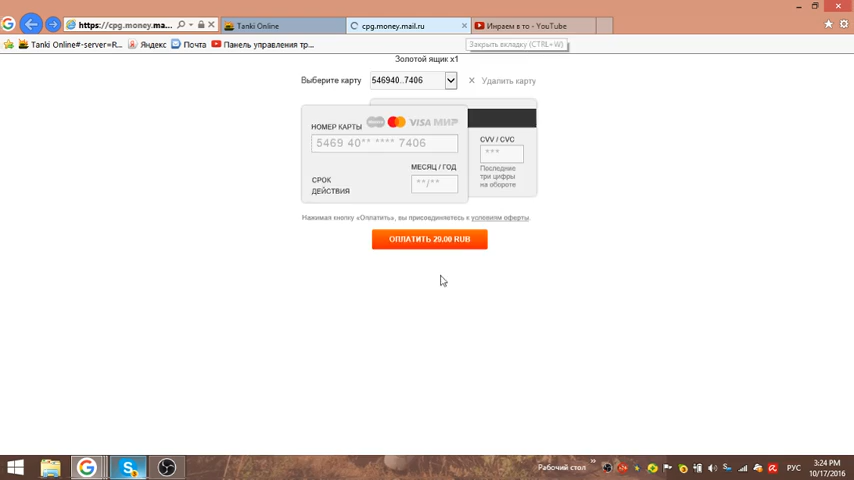 https://cpg.money.ma...
Tanki Online
cpg.money.mail.ru
Инраем в то - YouTube
Tanki Online#-server=R...
Яндекс
Почта
Панель управления тр...
Закрыть вкладку (CTRL+W)
Золотой ящик x1
Выберите карту
546940..7406
Удалить карту
НОМЕР КАРТЫ
VISA МИР
5469 40** **** 7406
CVV / CVC
***
МЕСЯЦ / ГОД
Последние
три цифры
на обороте
СРОК
ДЕЙСТВИЯ
**/**
Нажимая кнопку «Оплатить», вы присоединяетесь к условиям оферты.
ОПЛАТИТЬ 29.00 RUB
Рабочий стол
РУС
3:24 PM
10/17/2016